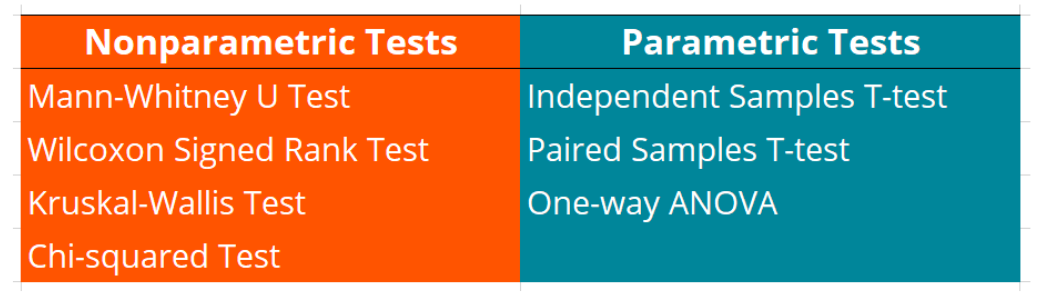 Nonparametric Tests Parametric Tests
Mann-Whitney U Test Independent Samples T-test
Wilcoxon Signed Rank Test Paired Samples T-test
Kruskal-Wallis Test One-way ANOVA
Chi-squared Test